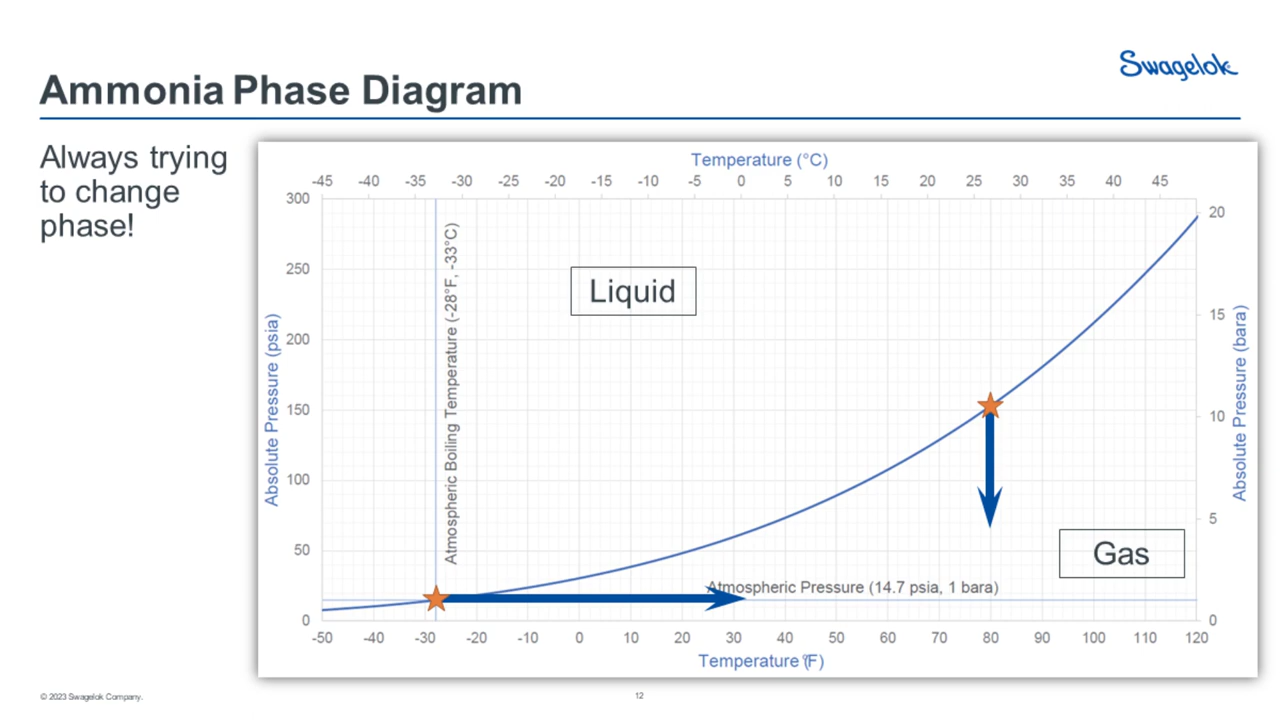 Swagelok
Ammonia Phase Diagram
Always trying
to change
phase!
Temperature (°C)
-45 -40 -35 -30 -25 -20 -15 -10 -5 0 5 10 15 20 25 30 35 40 45
300
250
200
150
100
50
0
Absolute Pressure (psia)
Atmospheric Boiling Temperature (-28°F, -33°C)
Liquid
Gas
Atmospheric Pressure (14.7 psia, 1 bara)
20
15
10
5
0
Absolute Pressure (bara)
-50 -40 -30 -20 -10 0 10 20 30 40 50 60 70 80 90 100 110 120
Temperature (°F)
© 2023 Swagelok Company.
12